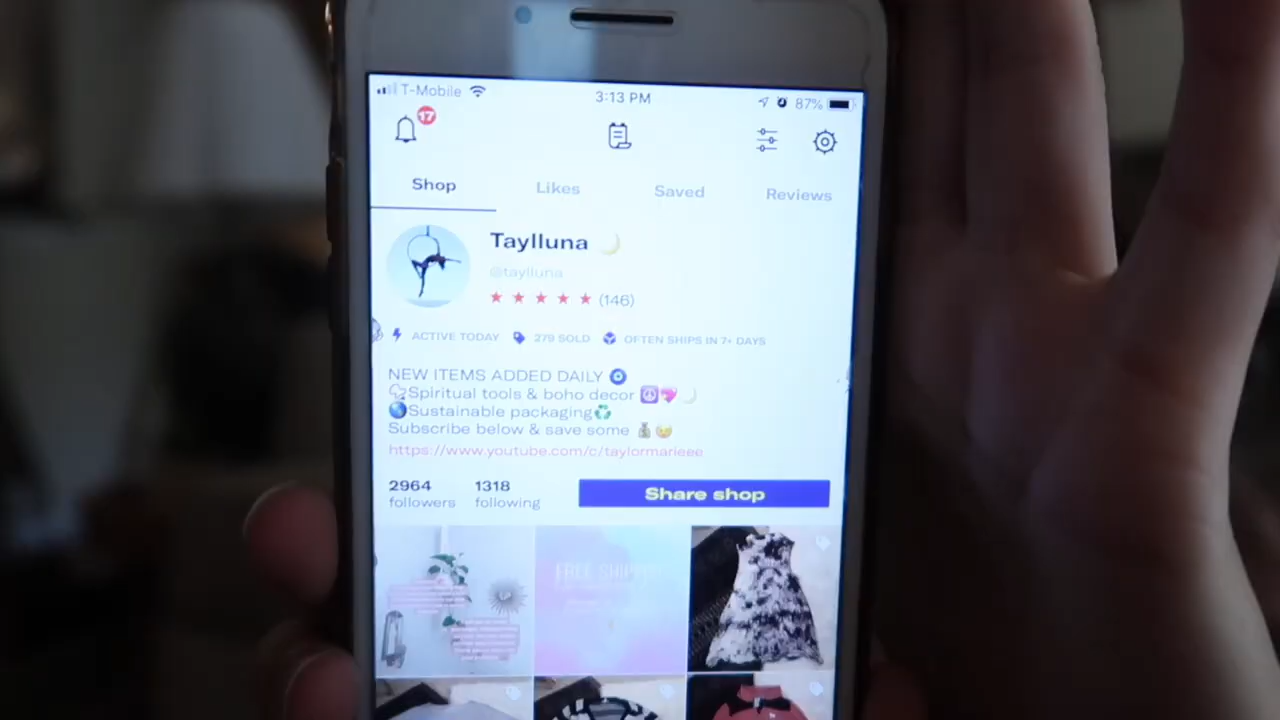 T-Mobile 3:13 PM 87%
17
Shop Likes Saved Reviews
Taylluna
@taylluna
(146)
ACTIVE TODAY 279 SOLD OFTEN SHIPS IN 7+ DAYS
NEW ITEMS ADDED DAILY
Spiritual tools & boho decor
Sustainable packaging
Subscribe below & save some
https://www.youtube.com/c/taylormarieee
2964 1318
followers following
Share shop
FREE SHIPPING